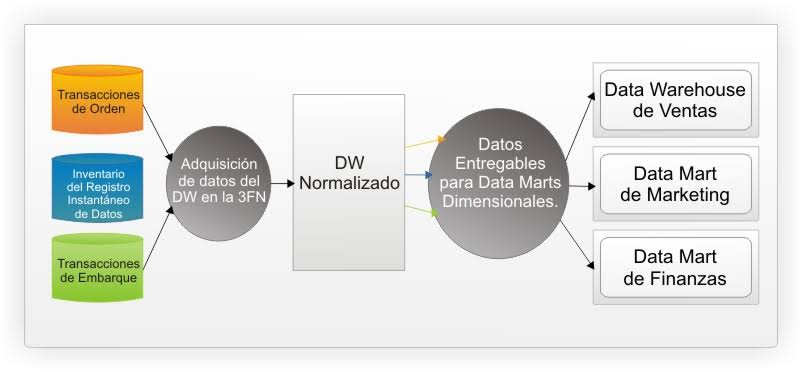 Transacciones
de Orden
Inventario
del Registro
Instantáneo
de Datos
Transacciones
de Embarque
Adquisición
de datos del
DW en la 3FN
DW
Normalizado
Datos
Entregables
para Data Marts
Dimensionales.
Data Warehouse
de Ventas
Data Mart
de Marketing
Data Mart
de Finanzas